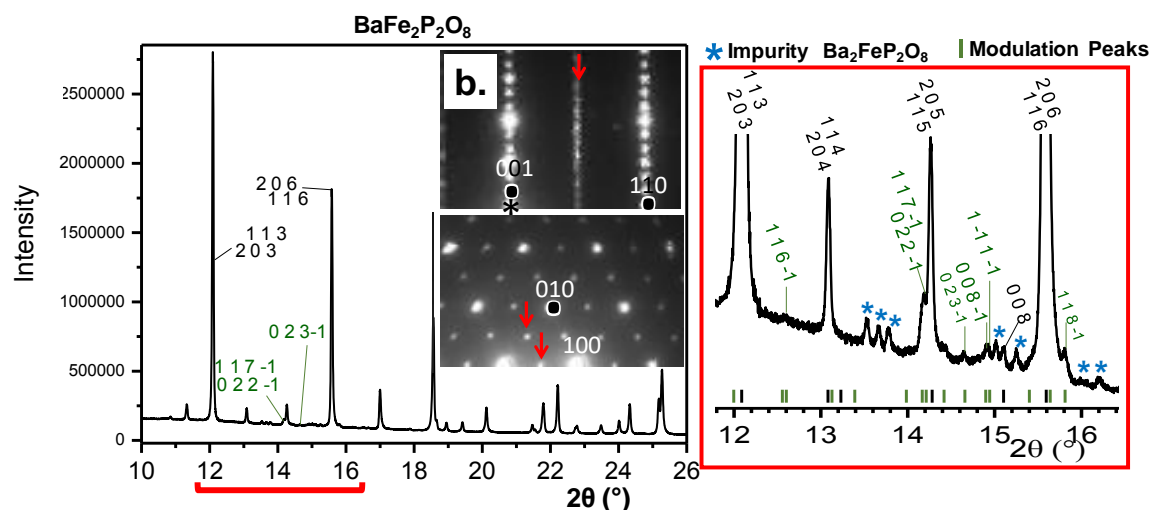 BaFe₂P₂O₈
Intensity
2500000
2000000
1500000
1000000
500000
0
10 12 14 16 18 20 22 24 26
2θ (°)
1 1 3
2 0 3
2 0 6
1 1 6
1 1 7 -1
0 2 2 -1
0 2 3 -1
b.
001
*
110
010
100
* Impurity Ba₂FeP₂O₈ | Modulation Peaks
1 1 3
2 0 3
1 1 6 -1
1 1 4
2 0 4
1 1 7 -1
0 2 2 -1
2 0 5
1 1 5
0 2 3 -1
0 0 8 -1
1 -1 1 -1
0 0 8
2 0 6
1 1 6
1 1 8 -1
* * * * * * *
12 13 14 15 16
2θ (°)